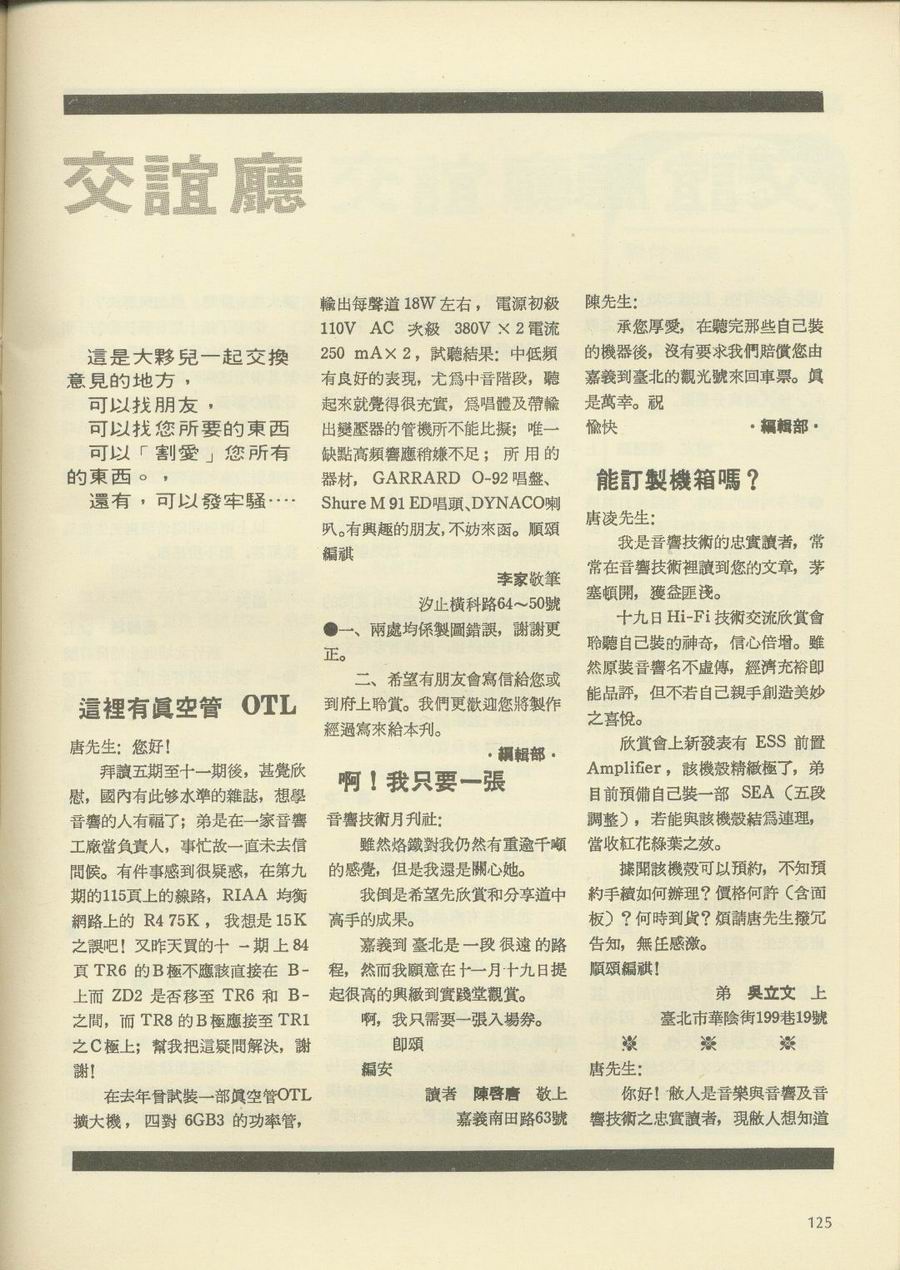 交誼廳
這是大夥兒一起交換
意見的地方，
可以找朋友，
可以找您所要的東西
可以「割愛」您所有
的東西。，
還有，可以發牢騷‥‥
這裡有眞空管　OTL
唐先生：您好！
拜讀五期至十一期後，甚覺欣
慰，國內有此够水準的雜誌，想學
音響的人有福了；弟是在一家音響
工廠當負責人，事忙故一直未去信
問候。有件事感到很疑惑，在第九
期的115頁上的線路，RIAA 均衡
網路上的 R4 75K ， 我想是 15K
之誤吧！又昨天買的十一期上 84
頁 TR6 的B極不應該直接在 B－
上而 ZD2 是否移至 TR6 和 B－
之間，而 TR8 的B極應接至 TR1
之C極上；幫我把這疑問解決，謝
謝！
在去年曾試裝一部眞空管OTL
擴大機， 四對 6GB3 的功率管，
輸出每聲道 18W 左右， 電源初級
110V AC 次級 380V × 2 電流
250 mA× 2 ，試聽結果：中低頻
有良好的表現，尤爲中音階段，聽
起來就覺得很充實，爲唱體及帶輸
出變壓器的管機所不能比擬；唯一
缺點高頻響應稍嫌不足；所用的
器材， GARRARD O-92 唱盤、
Shure M 91 ED唱頭、DYNACO喇
叭。有興趣的朋友，不妨來函。順頌
編祺
李家敬筆
汐止橫科路64～50號
●一、兩處均係製圖錯誤，謝謝更
正。
二、希望有朋友會寫信給您或
到府上聆賞。我們更歡迎您將製作
經過寫來給本刋。
・編輯部・
啊！我只要一張
音響技術月刋社：
雖然烙鐵對我仍然有重逾千噸
的感覺，但是我還是關心她。
我倒是希望先欣賞和分享道中
高手的成果。
嘉義到臺北是一段很遠的路
程，然而我願意在十一月十九日提
起很高的興緻到實踐堂觀賞。
啊，我只需要一張入場券。
卽頌
編安
讀者　陳啓唐　敬上
嘉義南田路63號
陳先生：
承您厚愛，在聽完那些自己裝
的機器後，沒有要求我們賠償您由
嘉義到臺北的觀光號來回車票。眞
是萬幸。祝
愉快　・編輯部・
能訂製機箱嗎？
唐凌先生：
我是音響技術的忠實讀者，常
常在音響技術裡讀到您的文章，茅
塞頓開，獲益匪淺。
十九日 Hi-Fi 技術交流欣賞會
聆聽自己裝的神奇，信心倍增。雖
然原裝音響名不虛傳，經濟充裕卽
能品評，但不若自己親手創造美妙
之喜悅。
欣賞會上新發表有 ESS 前置
Amplifier ，該機殼精緻極了，弟
目前預備自己裝一部 SEA（五段
調整），若能與該機殼結爲連理，
當收紅花綠葉之效。
據聞該機殼可以預約，不知預
約手續如何辦理？價格何許（含面
板）？何時到貨？煩請唐先生撥冗
告知，無任感激。
順頌編祺！
弟　吳立文　上
臺北市華陰街199巷19號
※　※　※
唐先生：
你好！敝人是音樂與音響及音
響技術之忠實讀者，現敝人想知道
125